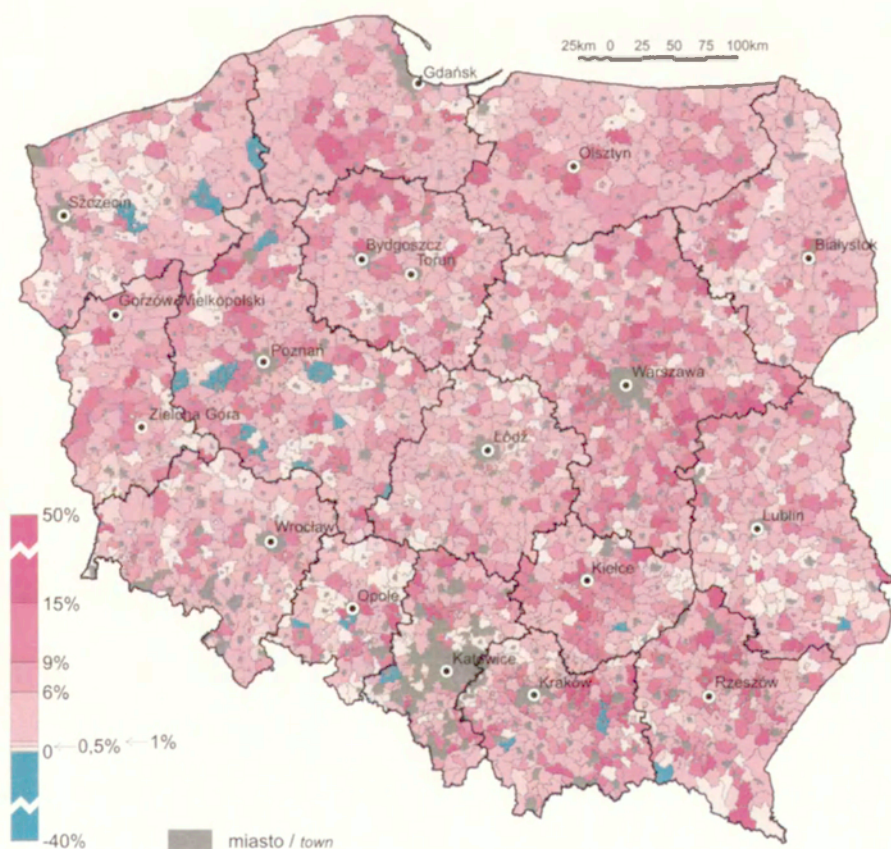 25km 0 25 50 75 100km
Gdańsk
Olsztyn
Szczecin
Białystok
Bydgoszcz
Toruń
Gorzów Wielkopolski
Poznań
Warszawa
Zielona Góra
Łódź
50%
Wrocław
Lublin
Kielce
15%
Opole
9%
Katowice
6%
Kraków
Rzeszów
0 0,5% 1%
-40%
miasto / town